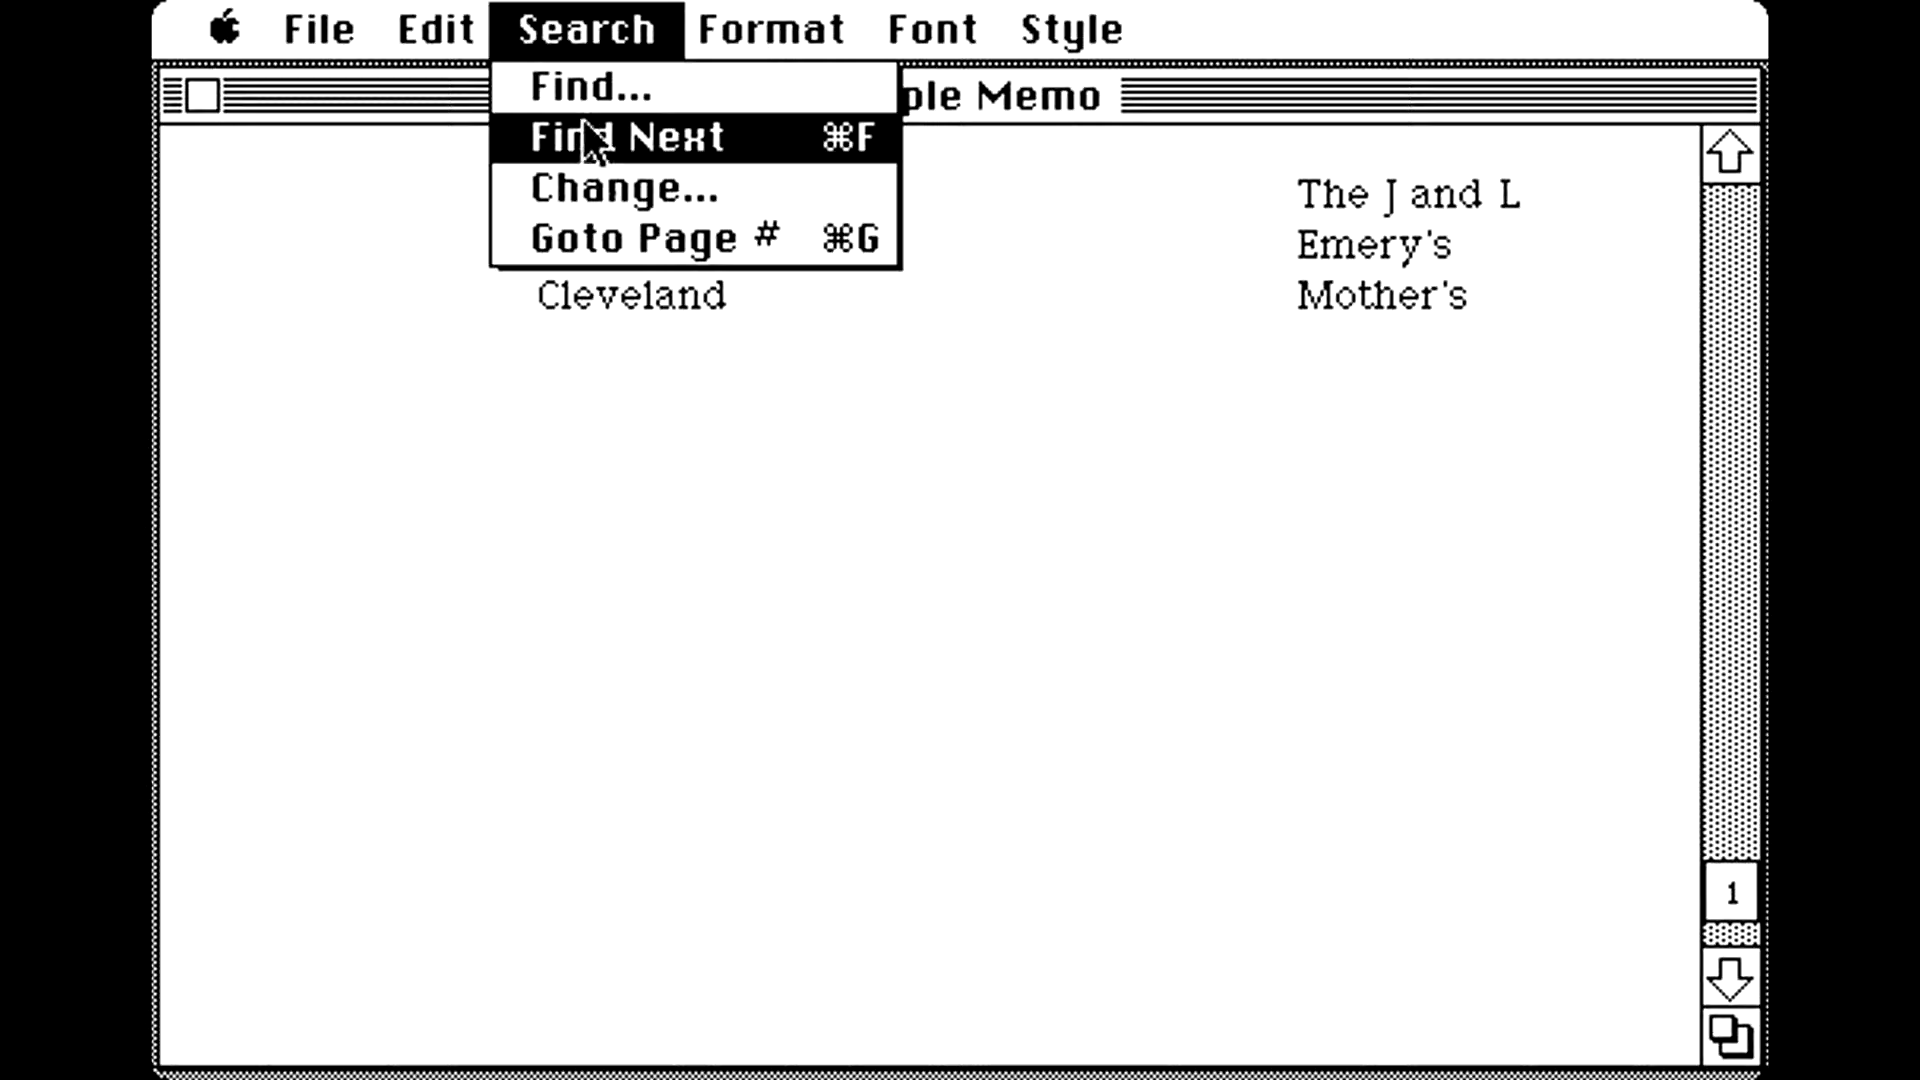 File Edit Search Format Font Style
Find...
ple Memo
Find Next ⌘F
Change...
Goto Page # ⌘G
The J and L
Emery's
Cleveland Mother's
1